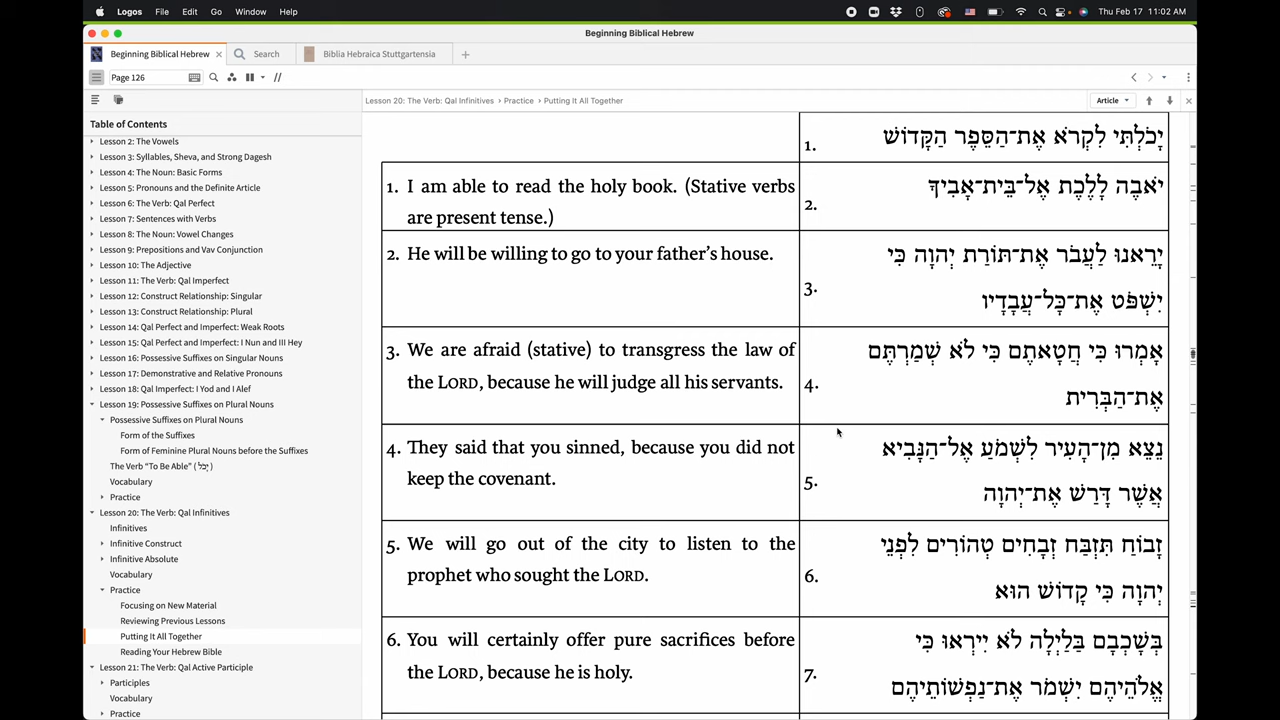 Logos File Edit Go Window Help Thu Feb 17 11:02 AM
Beginning Biblical Hebrew
Beginning Biblical Hebrew Search Biblia Hebraica Stuttgartensia
Page 126
Lesson 20: The Verb: Qal Infinitives › Practice › Putting It All Together Article
Table of Contents
Lesson 2: The Vowels
Lesson 3: Syllables, Sheva, and Strong Dagesh
Lesson 4: The Noun: Basic Forms
Lesson 5: Pronouns and the Definite Article
Lesson 6: The Verb: Qal Perfect
Lesson 7: Sentences with Verbs
Lesson 8: The Noun: Vowel Changes
Lesson 9: Prepositions and Vav Conjunction
Lesson 10: The Adjective
Lesson 11: The Verb: Qal Imperfect
Lesson 12: Construct Relationship: Singular
Lesson 13: Construct Relationship: Plural
Lesson 14: Qal Perfect and Imperfect: Weak Roots
Lesson 15: Qal Perfect and Imperfect: I Nun and III Hey
Lesson 16: Possessive Suffixes on Singular Nouns
Lesson 17: Demonstrative and Relative Pronouns
Lesson 18: Qal Imperfect: I Yod and I Alef
Lesson 19: Possessive Suffixes on Plural Nouns
Possessive Suffixes on Plural Nouns
Form of the Suffixes
Form of Feminine Plural Nouns before the Suffixes
The Verb “To Be Able” (יָכֹל)
Vocabulary
Practice
Lesson 20: The Verb: Qal Infinitives
Infinitives
Infinitive Construct
Infinitive Absolute
Vocabulary
Practice
Focusing on New Material
Reviewing Previous Lessons
Putting It All Together
Reading Your Hebrew Bible
Lesson 21: The Verb: Qal Active Participle
Participles
Vocabulary
Practice
1. יָכֹלְתִּי לִקְרֹא אֶת־הַסֵּפֶר הַקָּדוֹשׁ
1. I am able to read the holy book. (Stative verbs
are present tense.)
2. יֹאבֶה לָלֶכֶת אֶל־בֵּית־אָבִיךָ
2. He will be willing to go to your father’s house.
3. יָרֵאנוּ לַעֲבֹר אֶת־תּוֹרַת יְהוָה כִּי
יִשְׁפֹּט אֶת־כָּל־עֲבָדָיו
3. We are afraid (stative) to transgress the law of
the LORD, because he will judge all his servants.
4. אָמְרוּ כִּי חֲטָאתֶם כִּי לֹא שְׁמַרְתֶּם
אֶת־הַבְּרִית
4. They said that you sinned, because you did not
keep the covenant.
5. נֵצֵא מִן־הָעִיר לִשְׁמֹעַ אֶל־הַנָּבִיא
אֲשֶׁר דָּרַשׁ אֶת־יְהוָה
5. We will go out of the city to listen to the
prophet who sought the LORD.
6. זָבוֹחַ תִּזְבַּח זְבָחִים טְהוֹרִים לִפְנֵי
יְהוָה כִּי קָדוֹשׁ הוּא
6. You will certainly offer pure sacrifices before
the LORD, because he is holy.
7. בְּשָׁכְבָם בַּלַּיְלָה לֹא יִירְאוּ כִּי
אֱלֹהֵיהֶם יִשְׁמֹר אֶת־נַפְשׁוֹתֵיהֶם